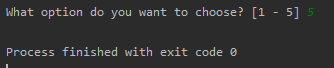 What option do you want to choose? [1 - 5] 5
Process finished with exit code 0